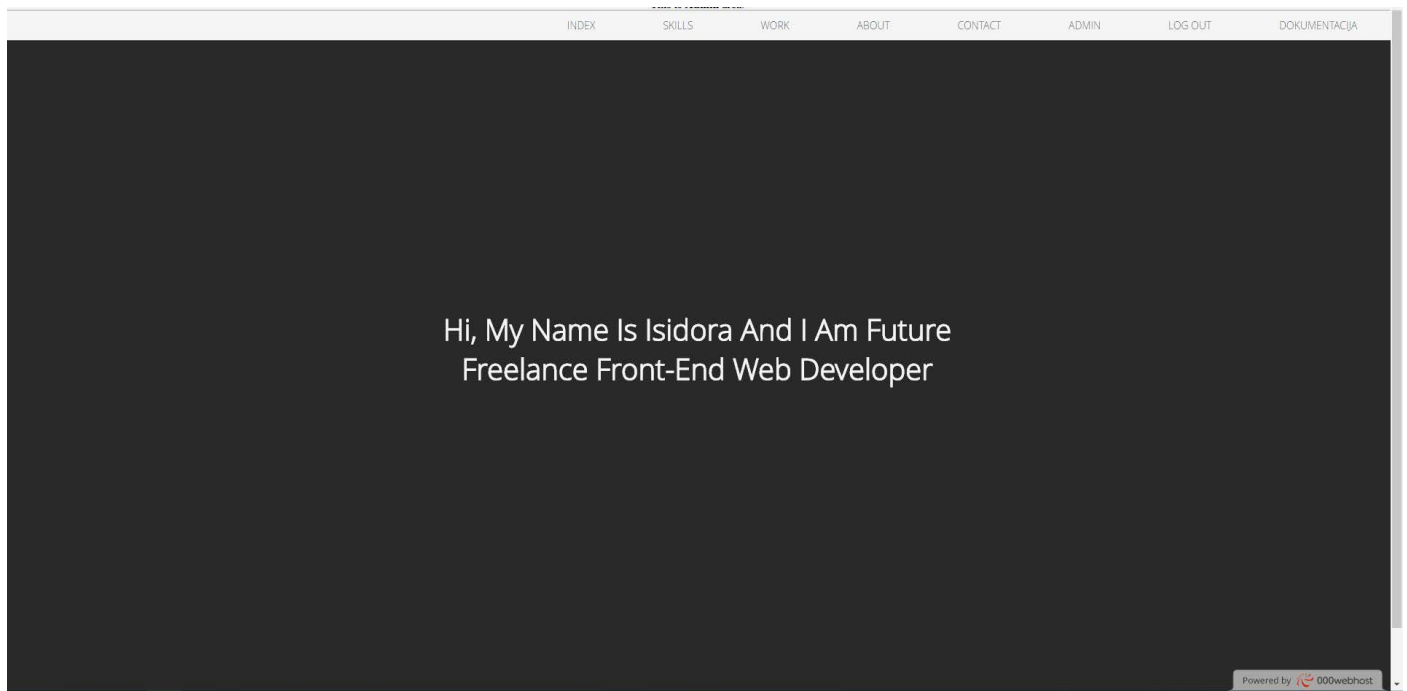 INDEX SKILLS WORK ABOUT CONTACT ADMIN LOG OUT DOKUMENTACIJA
Hi, My Name Is Isidora And I Am Future
Freelance Front-End Web Developer
Powered by 000webhost